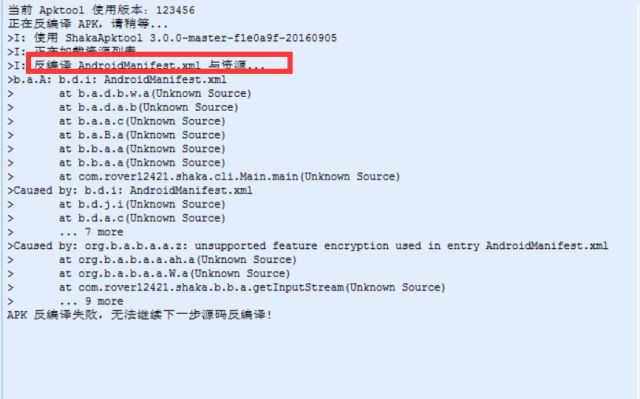 当前 Apktool 使用版本：123456
正在反编译 APK，请稍等...
>I: 使用 ShakaApktool 3.0.0-master-f1e0a9f-20160905
>I: 正在加载资源列表
>I: 反编译 AndroidManifest.xml 与资源...
>b.a.A: b.d.i: AndroidManifest.xml
>      at b.a.d.b.w.a(Unknown Source)
>      at b.a.d.a.b(Unknown Source)
>      at b.a.a.c(Unknown Source)
>      at b.a.B.a(Unknown Source)
>      at b.b.a.a(Unknown Source)
>      at b.b.a.a(Unknown Source)
>      at com.rover12421.shaka.cli.Main.main(Unknown Source)
>Caused by: b.d.i: AndroidManifest.xml
>      at b.d.j.i(Unknown Source)
>      at b.d.a.c(Unknown Source)
>      ... 7 more
>Caused by: org.b.a.b.a.a.z: unsupported feature encryption used in entry AndroidManifest.xml
>      at org.b.a.b.a.a.ah.a(Unknown Source)
>      at org.b.a.b.a.a.W.a(Unknown Source)
>      at com.rover12421.shaka.b.b.a.getInputStream(Unknown Source)
>      ... 9 more
APK 反编译失败，无法继续下一步源码反编译!